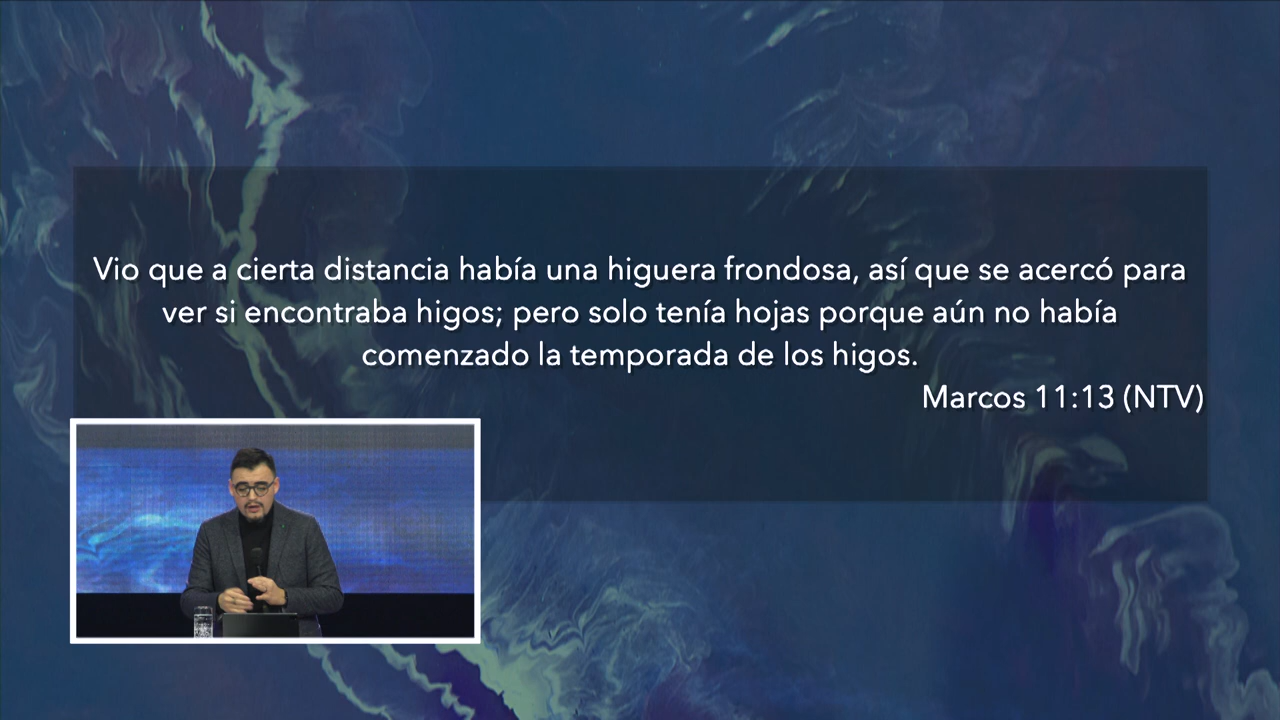 Vio que a cierta distancia había una higuera frondosa, así que se acercó para
ver si encontraba higos; pero solo tenía hojas porque aún no había
comenzado la temporada de los higos.
Marcos 11:13 (NTV)